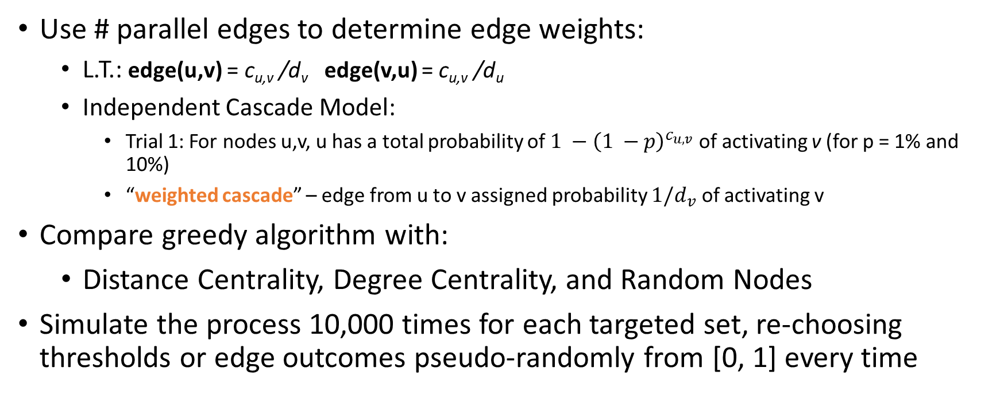 • Use # parallel edges to determine edge weights:
• L.T.: edge(u,v) = c_{u,v} /d_v edge(v,u) = c_{u,v} /d_u
• Independent Cascade Model:
• Trial 1: For nodes u,v, u has a total probability of 1 − (1 − p)^{c_{u,v}} of activating v (for p = 1% and
10%)
• “weighted cascade” – edge from u to v assigned probability 1/d_v of activating v
• Compare greedy algorithm with:
• Distance Centrality, Degree Centrality, and Random Nodes
• Simulate the process 10,000 times for each targeted set, re-choosing
thresholds or edge outcomes pseudo-randomly from [0, 1] every time